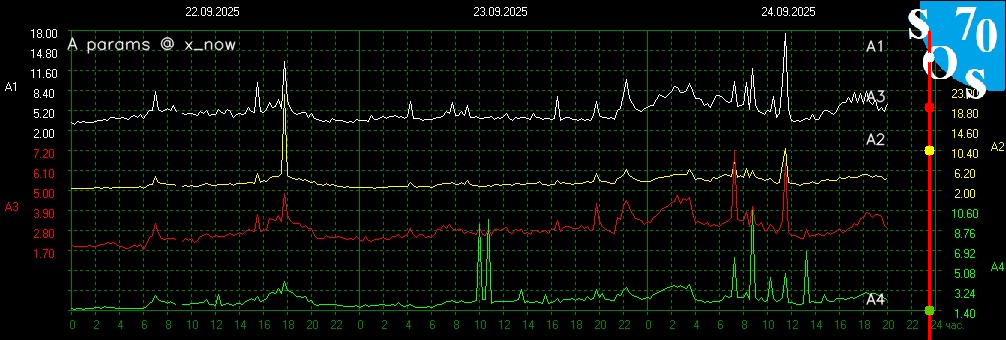 22.09.2025 23.09.2025 24.09.2025
SOS 70
A params @ x_now
A1
A3
A2
A4
A1
18.00
14.80
11.60
8.40
5.20
2.00
A3
7.20
6.10
5.00
3.90
2.80
1.70
18.80
14.60
10.40
6.20
2.00
A2
10.60
8.76
6.92
5.08
3.24
1.40
A4
0 2 4 6 8 10 12 14 16 18 20 22 0 2 4 6 8 10 12 14 16 18 20 22 0 2 4 6 8 10 12 14 16 18 20 22 24 час.